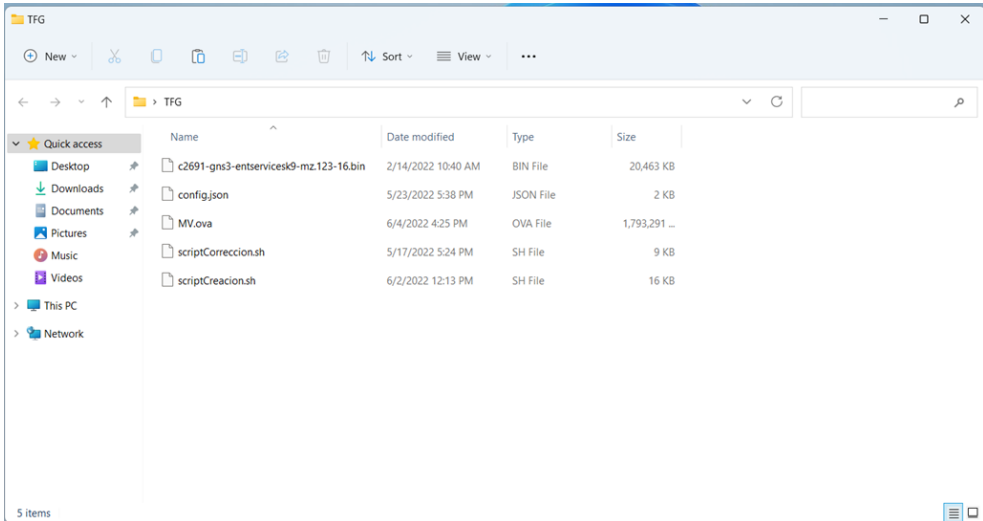 TFG
New Sort View ...
TFG
Quick access
Desktop
Downloads
Documents
Pictures
Music
Videos
This PC
Network
Name Date modified Type Size
c2691-gns3-entservicesk9-mz.123-16.bin 2/14/2022 10:40 AM BIN File 20,463 KB
config.json 5/23/2022 5:38 PM JSON File 2 KB
MV.ova 6/4/2022 4:25 PM OVA File 1,793,291 ...
scriptCorreccion.sh 5/17/2022 5:24 PM SH File 9 KB
scriptCreacion.sh 6/2/2022 12:13 PM SH File 16 KB
5 items